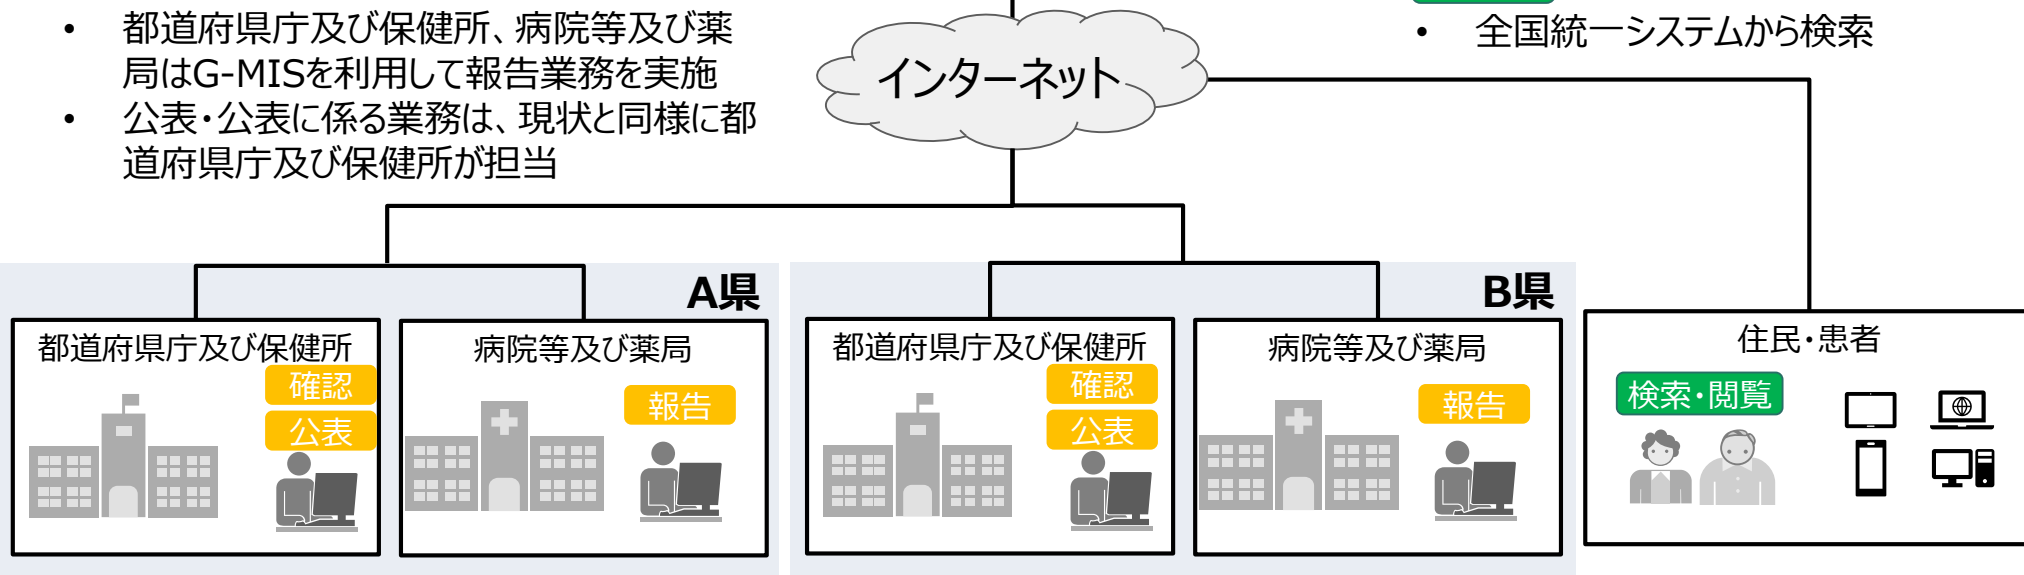 • 都道府県庁及び保健所、病院等及び薬
局はG-MISを利用して報告業務を実施
• 公表・公表に係る業務は、現状と同様に都
道府県庁及び保健所が担当
インターネット
• 全国統一システムから検索
A県
都道府県庁及び保健所
確認
公表
病院等及び薬局
報告
B県
都道府県庁及び保健所
確認
公表
病院等及び薬局
報告
住民・患者
検索・閲覧